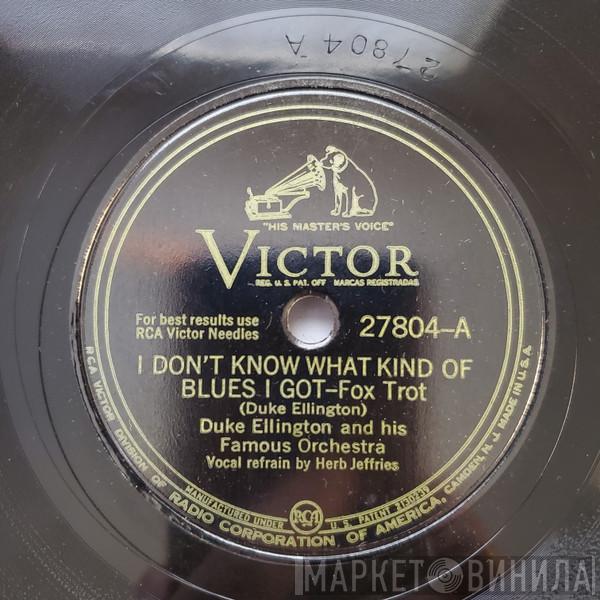 27804 A
"HIS MASTER'S VOICE"
VICTOR
REG. U. S. PAT. OFF MARCAS REGISTRADAS
For best results use
RCA Victor Needles
27804-A
I DON'T KNOW WHAT KIND OF
BLUES I GOT-Fox Trot
(Duke Ellington)
Duke Ellington and his
Famous Orchestra
Vocal refrain by Herb Jeffries
MANUFACTURED UNDER RCA U. S. PATENT 2130239
RCA VICTOR DIVISION OF RADIO CORPORATION OF AMERICA, CAMDEN, N. J. MADE IN U.S.A.
МАРКЕТ ВИНИЛА